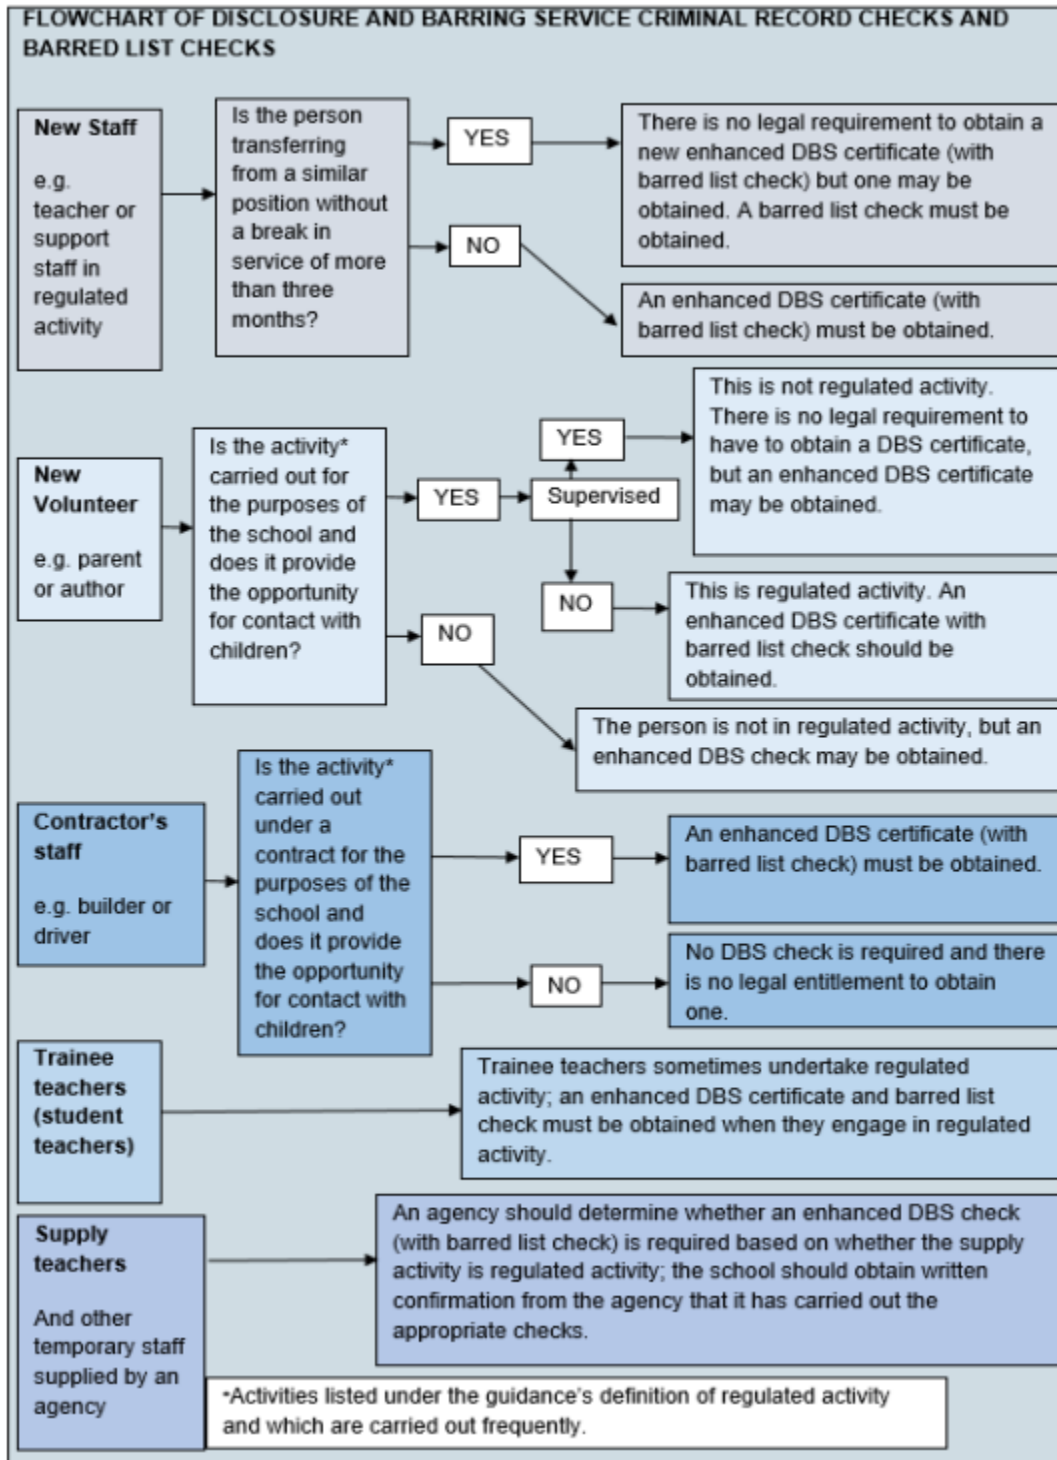 FLOWCHART OF DISCLOSURE AND BARRING SERVICE CRIMINAL RECORD CHECKS AND
BARRED LIST CHECKS
New Staff
e.g.
teacher or
support
staff in
regulated
activity
Is the person
transferring
from a similar
position without
a break in
service of more
than three
months?
YES
NO
There is no legal requirement to obtain a
new enhanced DBS certificate (with
barred list check) but one may be
obtained. A barred list check must be
obtained.
An enhanced DBS certificate (with
barred list check) must be obtained.
New
Volunteer
e.g. parent
or author
Is the activity*
carried out for
the purposes of
the school and
does it provide
the opportunity
for contact with
children?
YES
NO
Supervised
YES
NO
This is not regulated activity.
There is no legal requirement to
have to obtain a DBS certificate,
but an enhanced DBS certificate
may be obtained.
This is regulated activity. An
enhanced DBS certificate with
barred list check should be
obtained.
The person is not in regulated activity, but an
enhanced DBS check may be obtained.
Contractor's
staff
e.g. builder or
driver
Is the activity*
carried out
under a
contract for the
purposes of the
school and
does it provide
the opportunity
for contact with
children?
YES
NO
An enhanced DBS certificate (with
barred list check) must be obtained.
No DBS check is required and there
is no legal entitlement to obtain
one.
Trainee
teachers
(student
teachers)
Trainee teachers sometimes undertake regulated
activity; an enhanced DBS certificate and barred list
check must be obtained when they engage in regulated
activity.
Supply
teachers
And other
temporary staff
supplied by an
agency
An agency should determine whether an enhanced DBS check
(with barred list check) is required based on whether the supply
activity is regulated activity; the school should obtain written
confirmation from the agency that it has carried out the
appropriate checks.
*Activities listed under the guidance's definition of regulated activity
and which are carried out frequently.